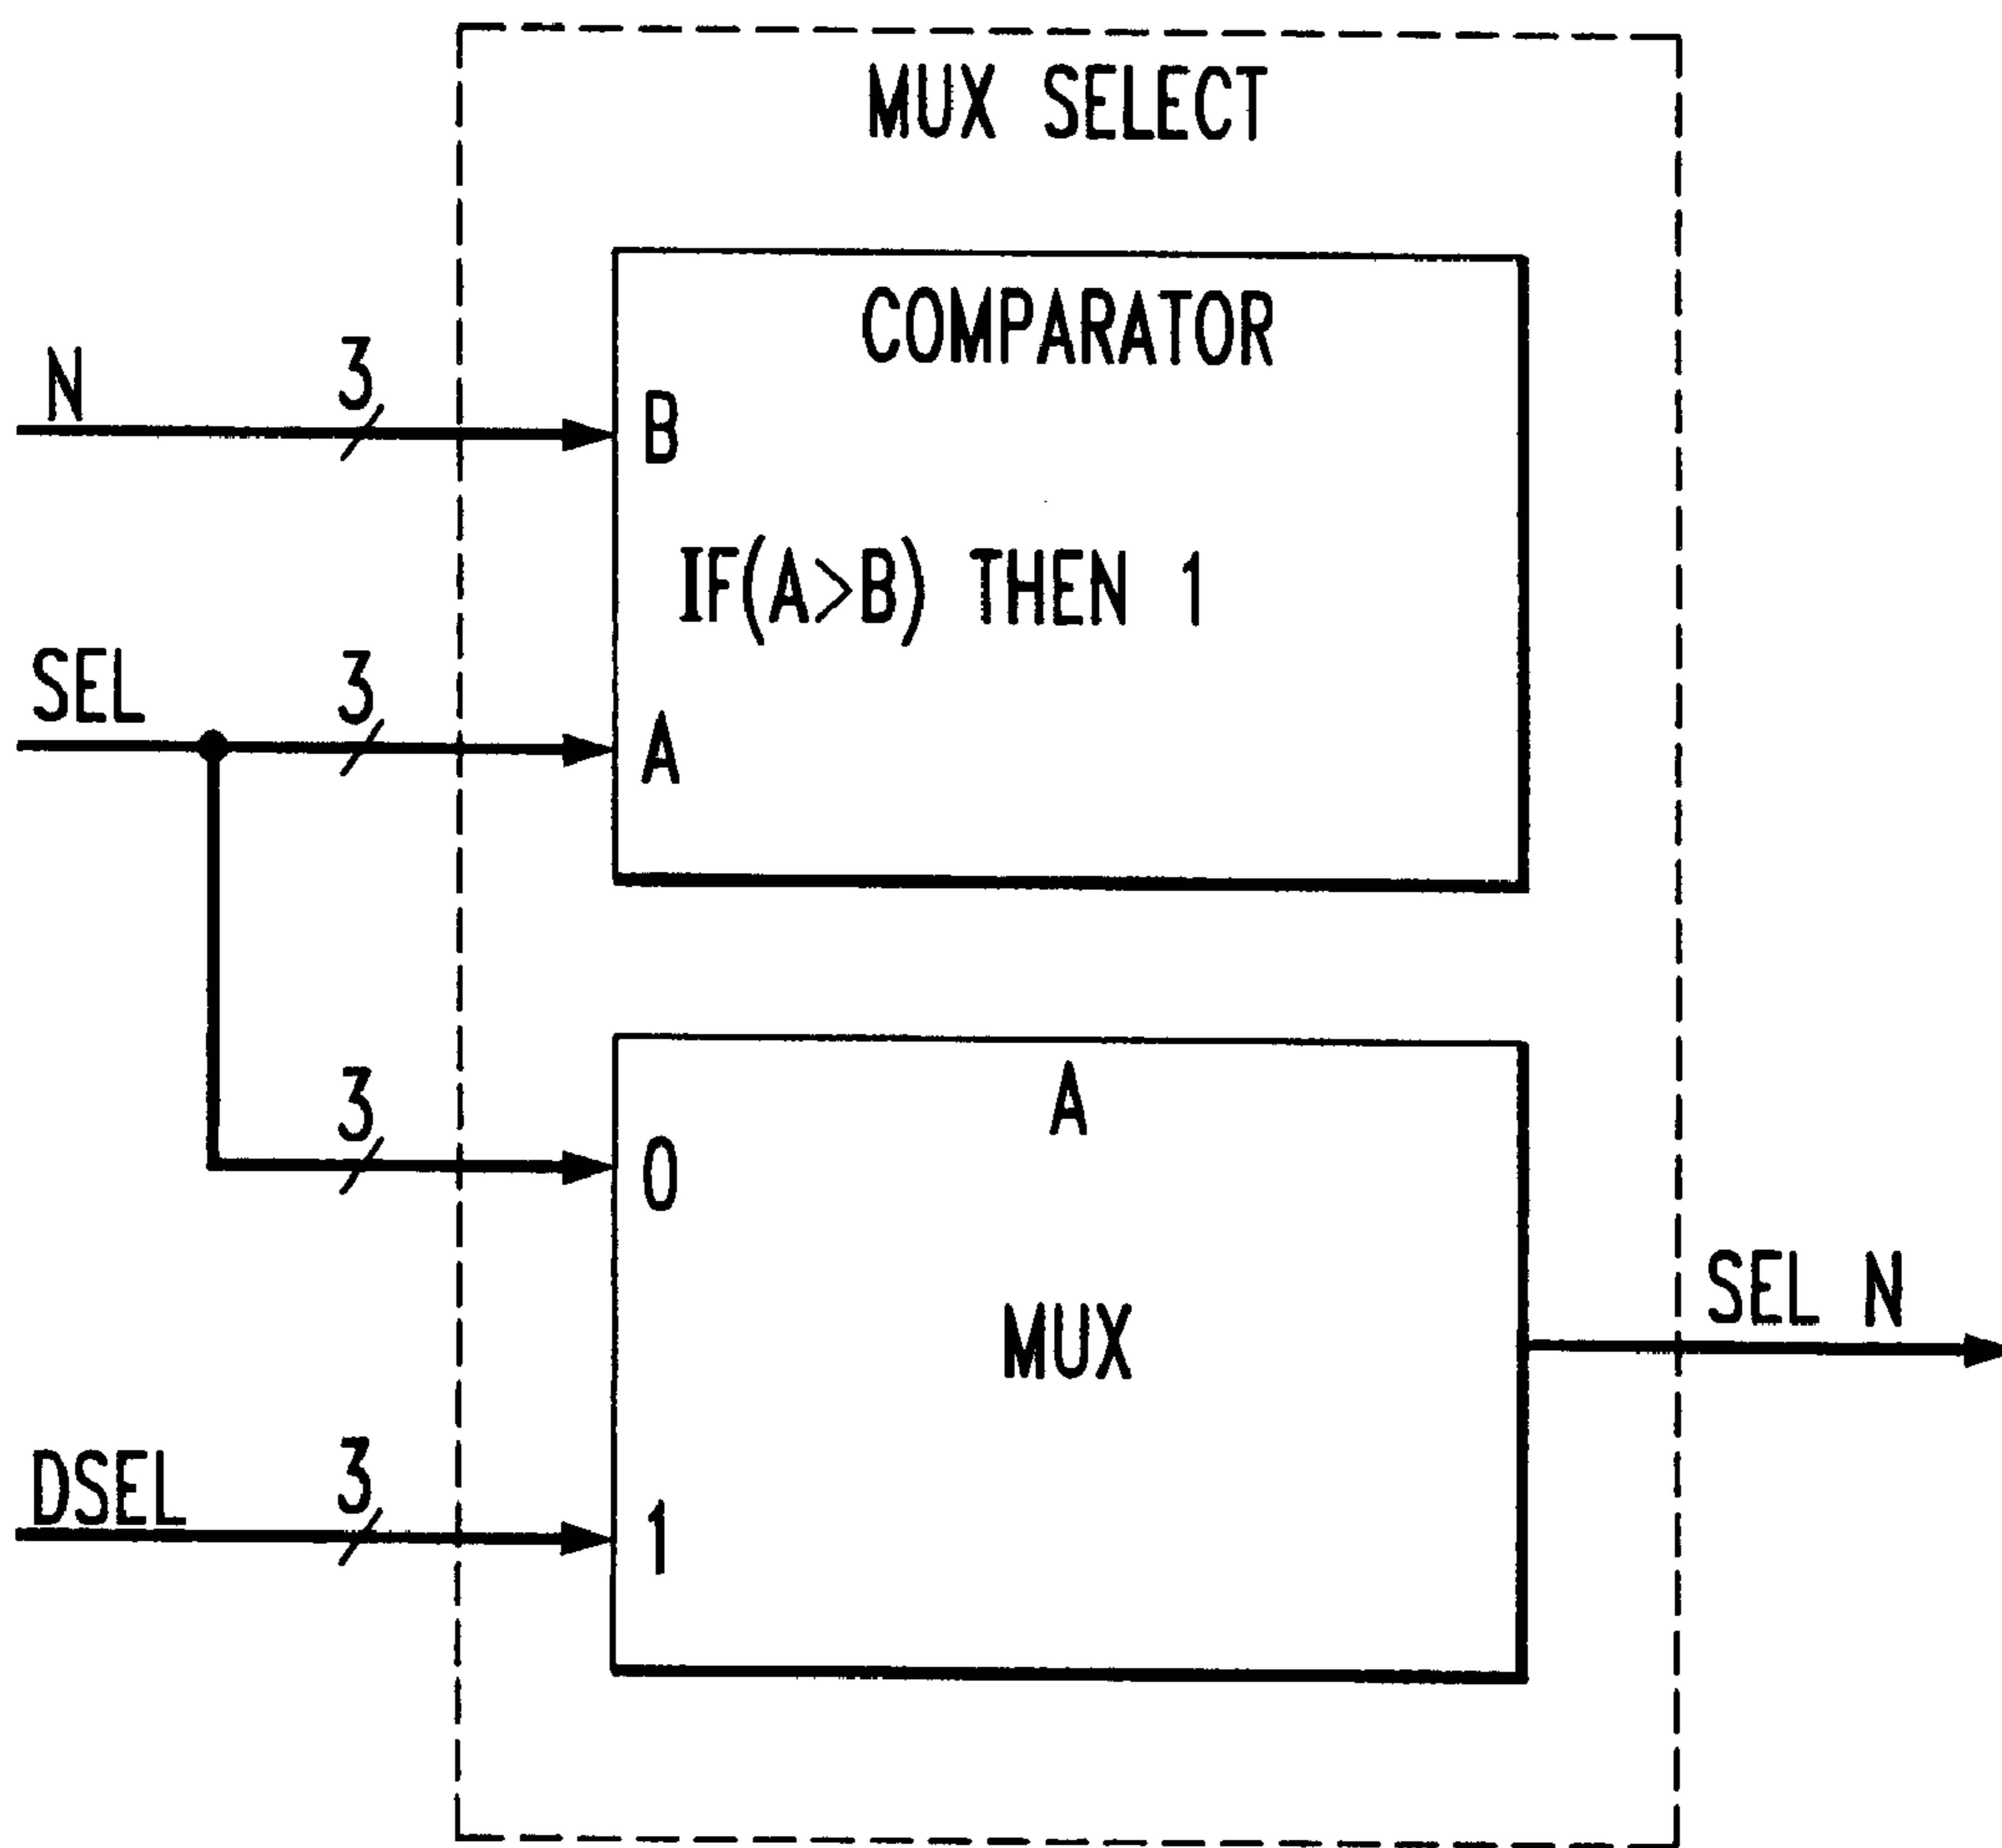 MUX SELECT
COMPARATOR
N
3
B
IF(A>B) THEN 1
SEL
3
A
3
A
0
MUX
SEL N
DSEL
3
1